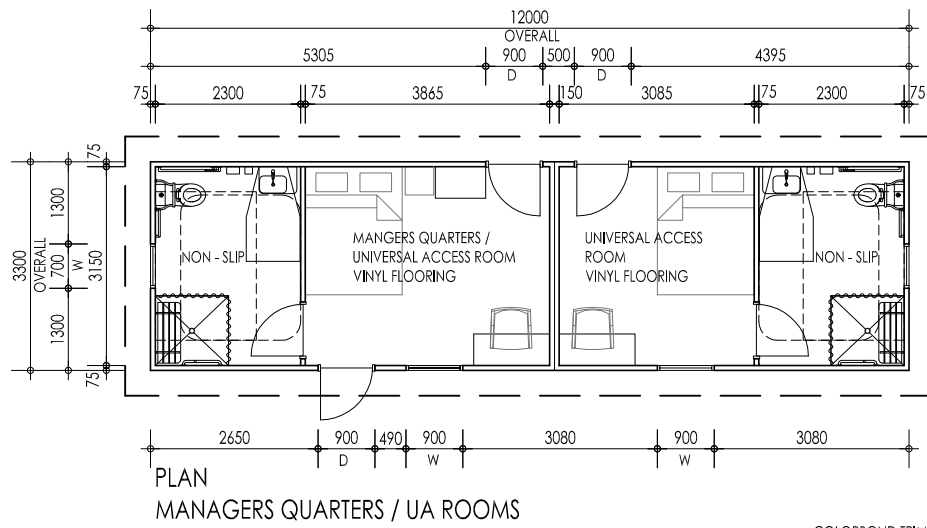 12000
OVERALL
5305 900 500 900 4395
D D
75 2300 75 3865 150 3085 75 2300 75
75
1300
3300
OVERALL
700
W
3150
1300
75
NON - SLIP
MANGERS QUARTERS /
UNIVERSAL ACCESS ROOM
VINYL FLOORING
UNIVERSAL ACCESS
ROOM
VINYL FLOORING
NON - SLIP
2650 900 490 900 3080 900 3080
D W W
PLAN
MANAGERS QUARTERS / UA ROOMS